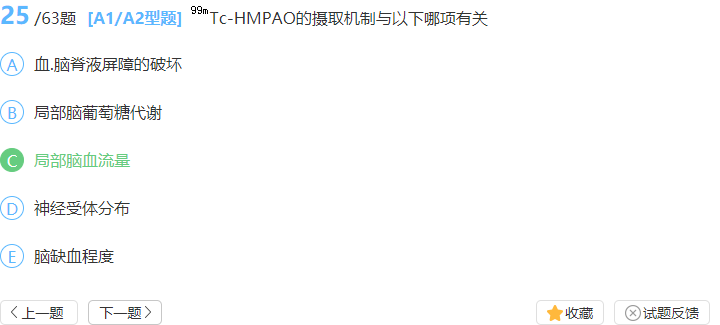 25 /63题 [A1/A2型题] ⁹⁹ᵐTc-HMPAO的摄取机制与以下哪项有关
A 血.脑脊液屏障的破坏
B 局部脑葡萄糖代谢
C 局部脑血流量
D 神经受体分布
E 脑缺血程度
上一题 下一题 收藏 试题反馈